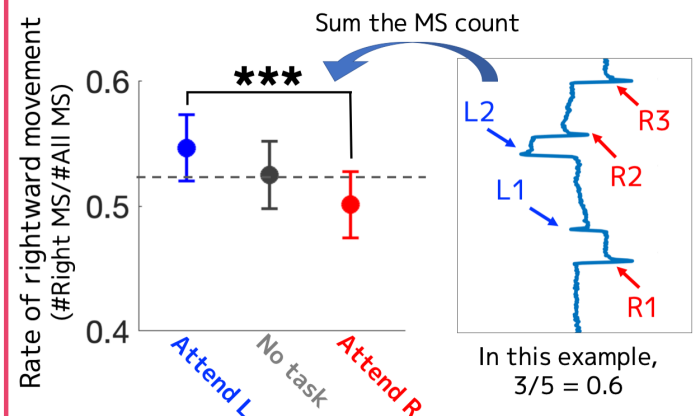 Sum the MS count
Rate of rightward movement
(#Right MS/#All MS)
0.6
0.5
0.4
***
Attend L
No task
Attend R
R3
L2
R2
L1
R1
In this example,
3/5 = 0.6